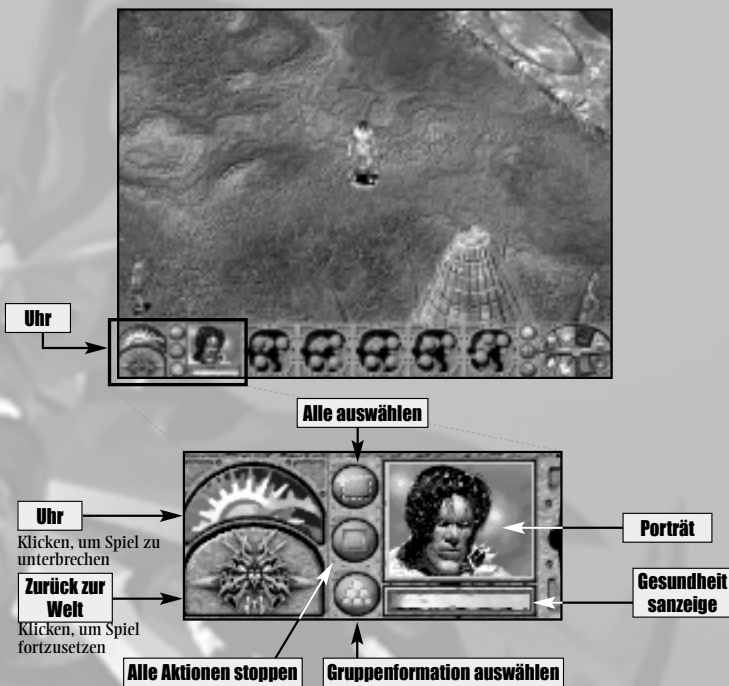 Uhr
Alle auswählen
Uhr
Klicken, um Spiel zu
unterbrechen
Zurück zur
Welt
Klicken, um Spiel
fortzusetzen
Porträt
Gesundheit
sanzeige
Alle Aktionen stoppen
Gruppenformation auswählen